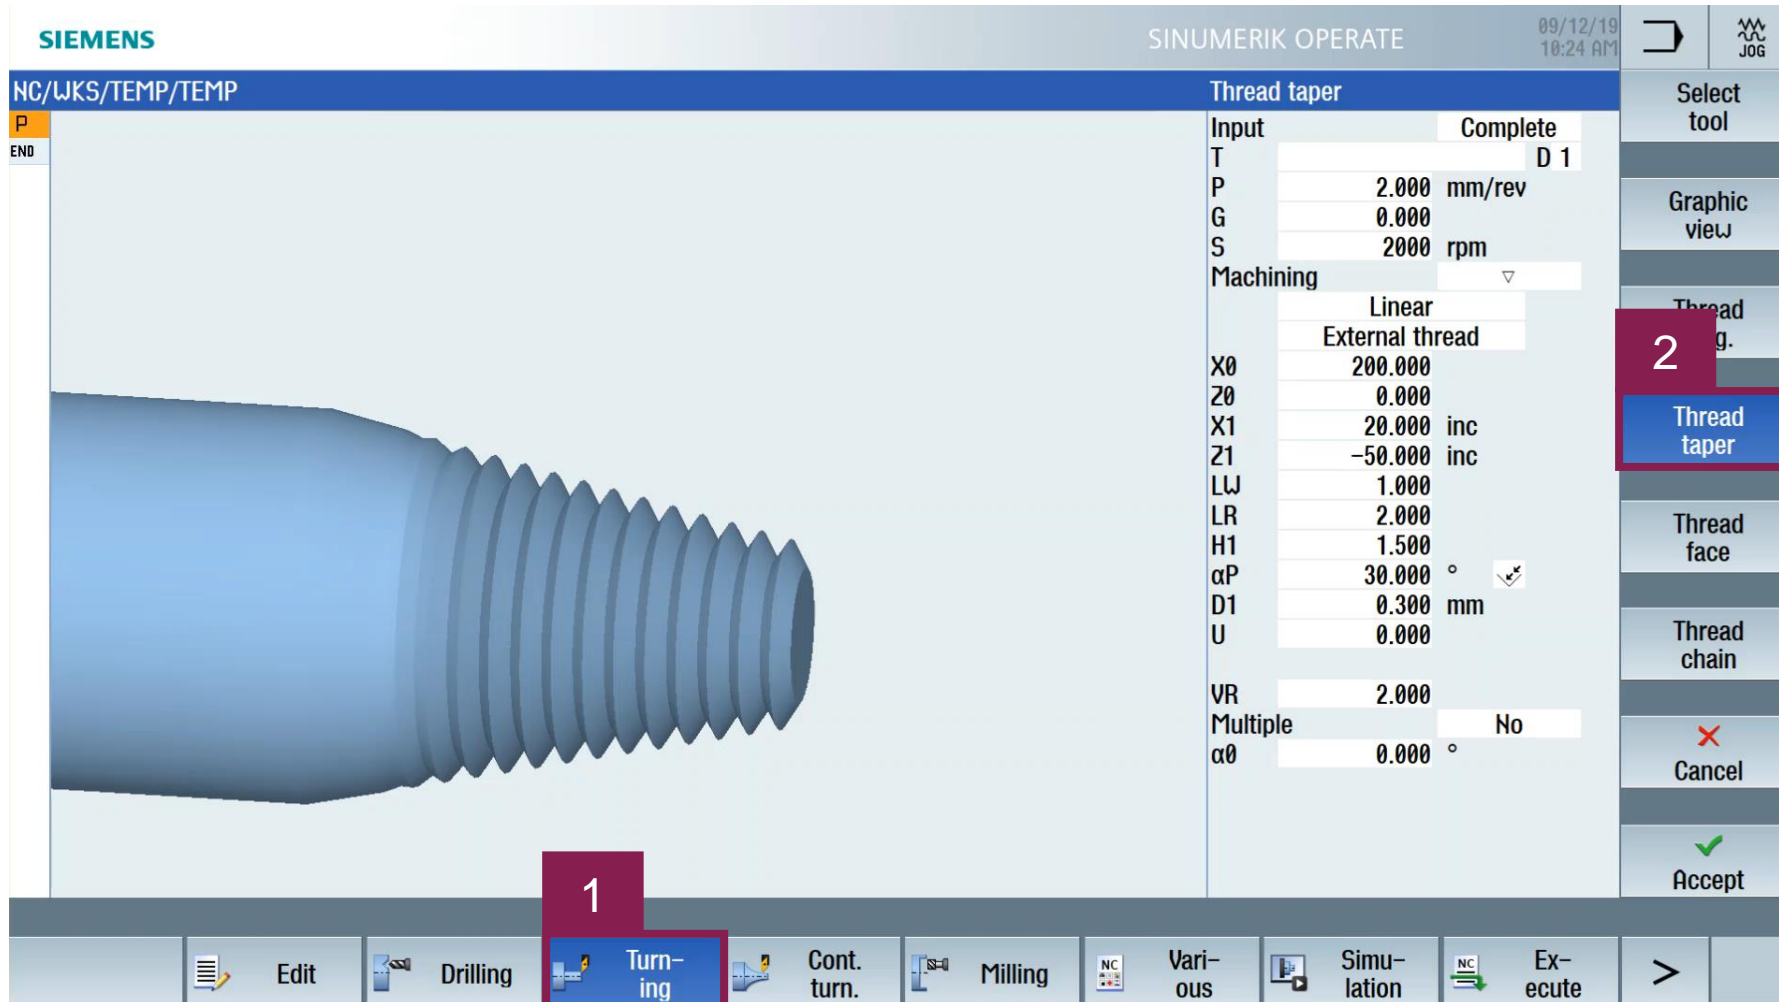 SIEMENS
SINUMERIK OPERATE
09/12/19
10:24 AM
JOG
NC/WKS/TEMP/TEMP
P
END
Thread taper
Input Complete
T D 1
P 2.000 mm/rev
G 0.000
S 2000 rpm
Machining ▽
Linear
External thread
X0 200.000
Z0 0.000
X1 20.000 inc
Z1 -50.000 inc
LW 1.000
LR 2.000
H1 1.500
αP 30.000 °
D1 0.300 mm
U 0.000
VR 2.000
Multiple No
α0 0.000 °
Select
tool
Graphic
view
Thread
g.
2
Thread
taper
Thread
face
Thread
chain
Cancel
Accept
1
Edit
Drilling
Turn-
ing
Cont.
turn.
Milling
NC
Vari-
ous
Simu-
lation
NC
Ex-
ecute
>